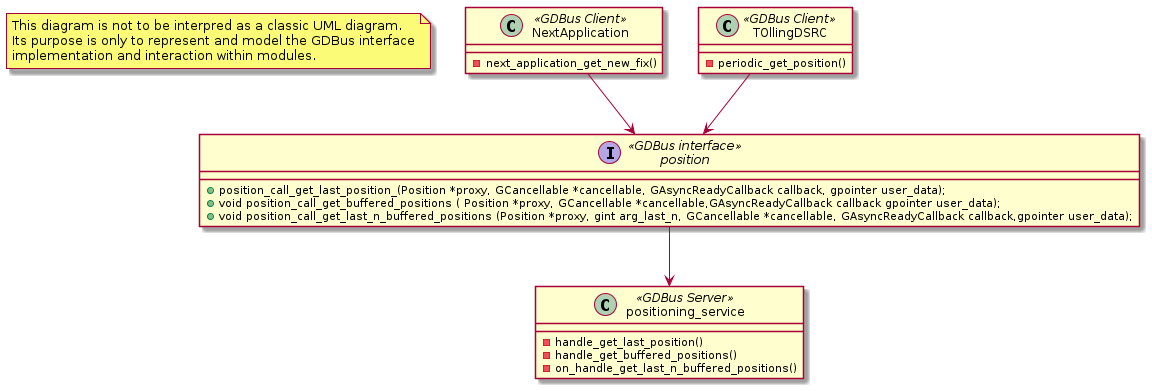 This diagram is not to be interpred as a classic UML diagram.
Its purpose is only to represent and model the GDBus interface
implementation and interaction within modules.
C «GDBus Client»
NextApplication
next_application_get_new_fix()
C «GDBus Client»
TOllingDSRC
periodic_get_position()
I «GDBus interface»
position
position_call_get_last_position_(Position *proxy, GCancellable *cancellable, GAsyncReadyCallback callback, gpointer user_data);
void position_call_get_buffered_positions ( Position *proxy, GCancellable *cancellable,GAsyncReadyCallback callback gpointer user_data);
void position_call_get_last_n_buffered_positions (Position *proxy, gint arg_last_n, GCancellable *cancellable, GAsyncReadyCallback callback,gpointer user_data);
C «GDBus Server»
positioning_service
handle_get_last_position()
handle_get_buffered_positions()
on_handle_get_last_n_buffered_positions()